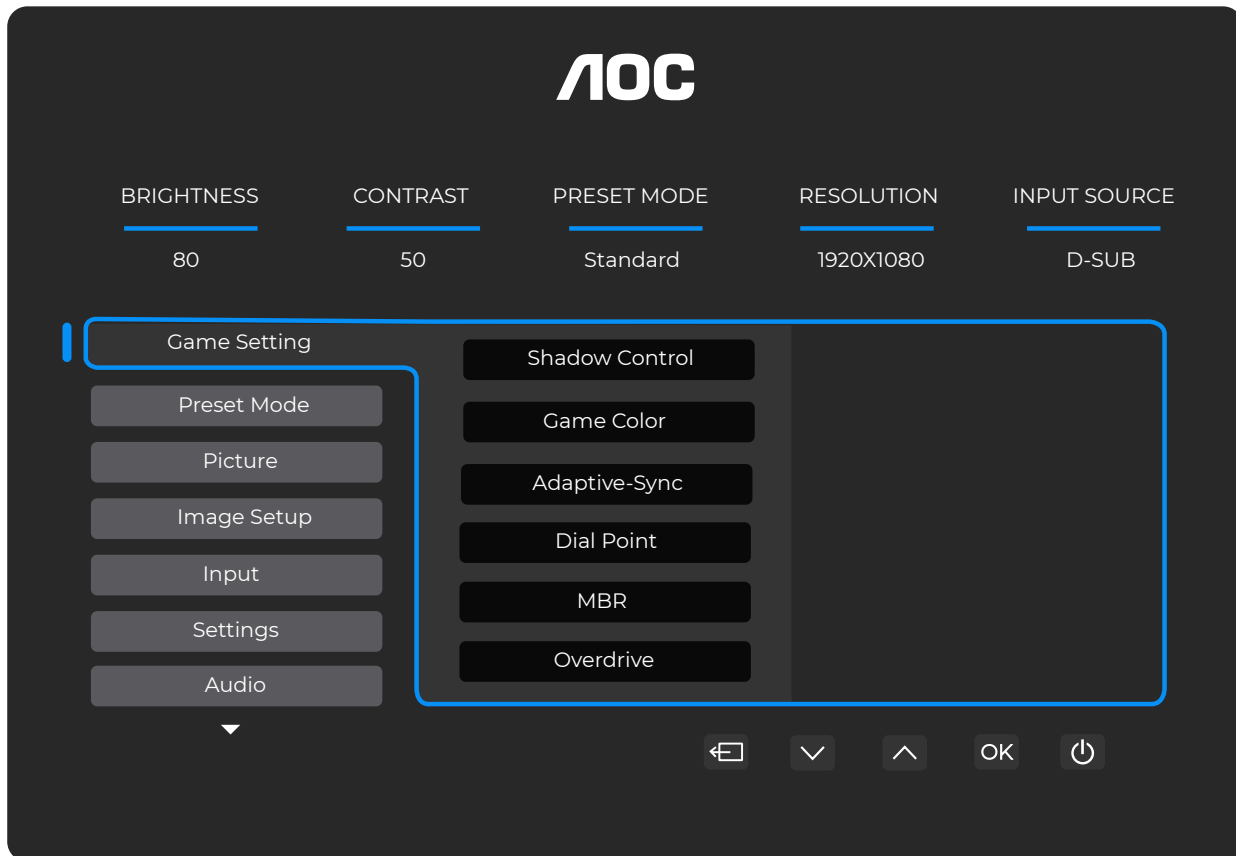 AOC
BRIGHTNESS CONTRAST PRESET MODE RESOLUTION INPUT SOURCE
80 50 Standard 1920X1080 D-SUB
Game Setting
Preset Mode
Picture
Image Setup
Input
Settings
Audio
Shadow Control
Game Color
Adaptive-Sync
Dial Point
MBR
Overdrive
OK